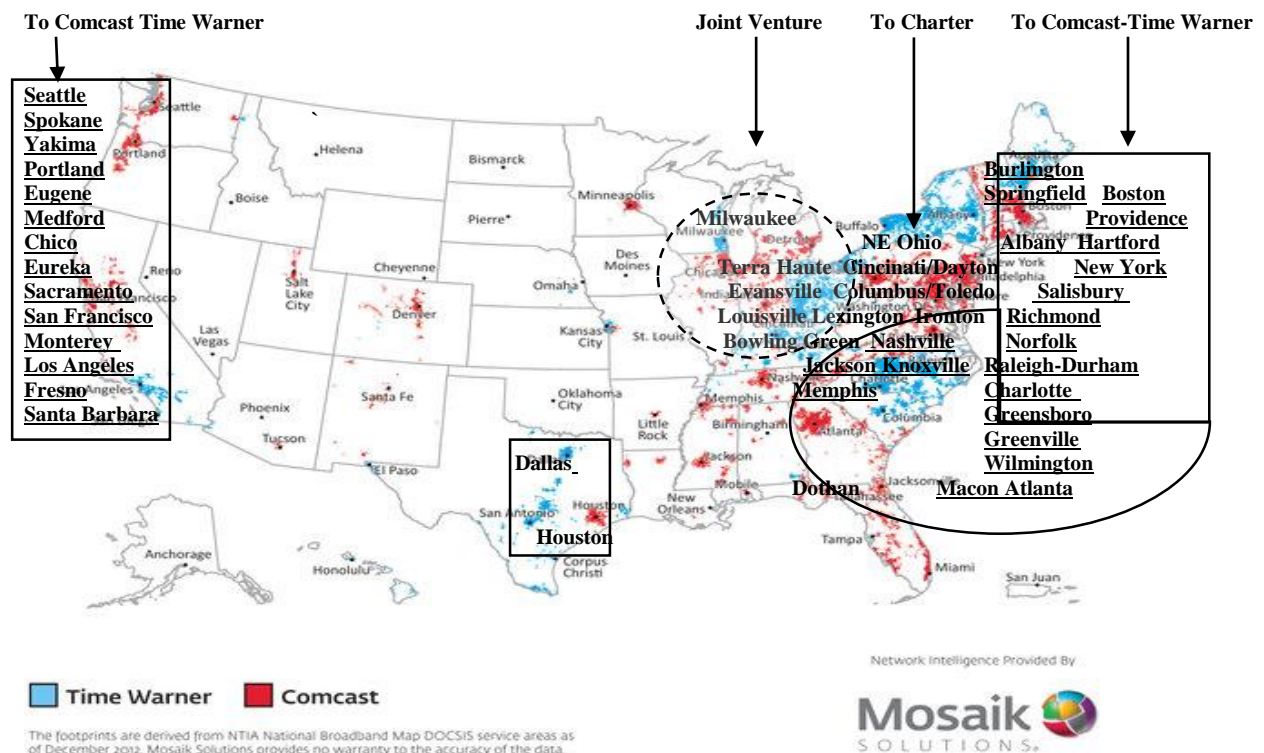 To Comcast Time Warner
Joint Venture
To Charter
To Comcast-Time Warner
Seattle
Spokane
Yakima
Portland
Eugene
Medford
Chico
Eureka
Sacramento
San Francisco
Monterey
Los Angeles
Fresno
Santa Barbara
Seattle
Portland
Helena
Boise
Reno
Las
Vegas
Salt
Lake
City
Phoenix
Tucson
Bismarck
Pierre
Cheyenne
Denver
Santa Fe
El Paso
Minneapolis
Des
Moines
Omaha
Kansas
City
St. Louis
Oklahoma
City
Little
Rock
Memphis
Birmingham
Jackson
Mobile
New
Orleans
Dallas
San Antonio
Houston
Houston
Corpus
Christi
Milwaukee
Milwaukee
Detroit
Buffalo
Albany
NE Ohio
Terra Haute Cincinati/Dayton
Evansville Columbus/Toledo
Louisville Lexington Ironton
Bowling Green Nashville
Jackson Knoxville
Memphis
Charlotte
Columbia
Atlanta
Dothan
Macon Atlanta
Burlington
Springfield Boston
Boston
Providence
Albany Hartford
New York
New York
Salisbury
Richmond
Norfolk
Raleigh-Durham
Charlotte
Greensboro
Greenville
Wilmington
Tampa
Miami
San Juan
Anchorage
Honolulu
Time Warner
Comcast
Network Intelligence Provided By
Mosaik
SOLUTIONS
The footprints are derived from NTIA National Broadband Map DOCSIS service areas as
of December 2012. Mosaik Solutions provides no warranty to the accuracy of the data.